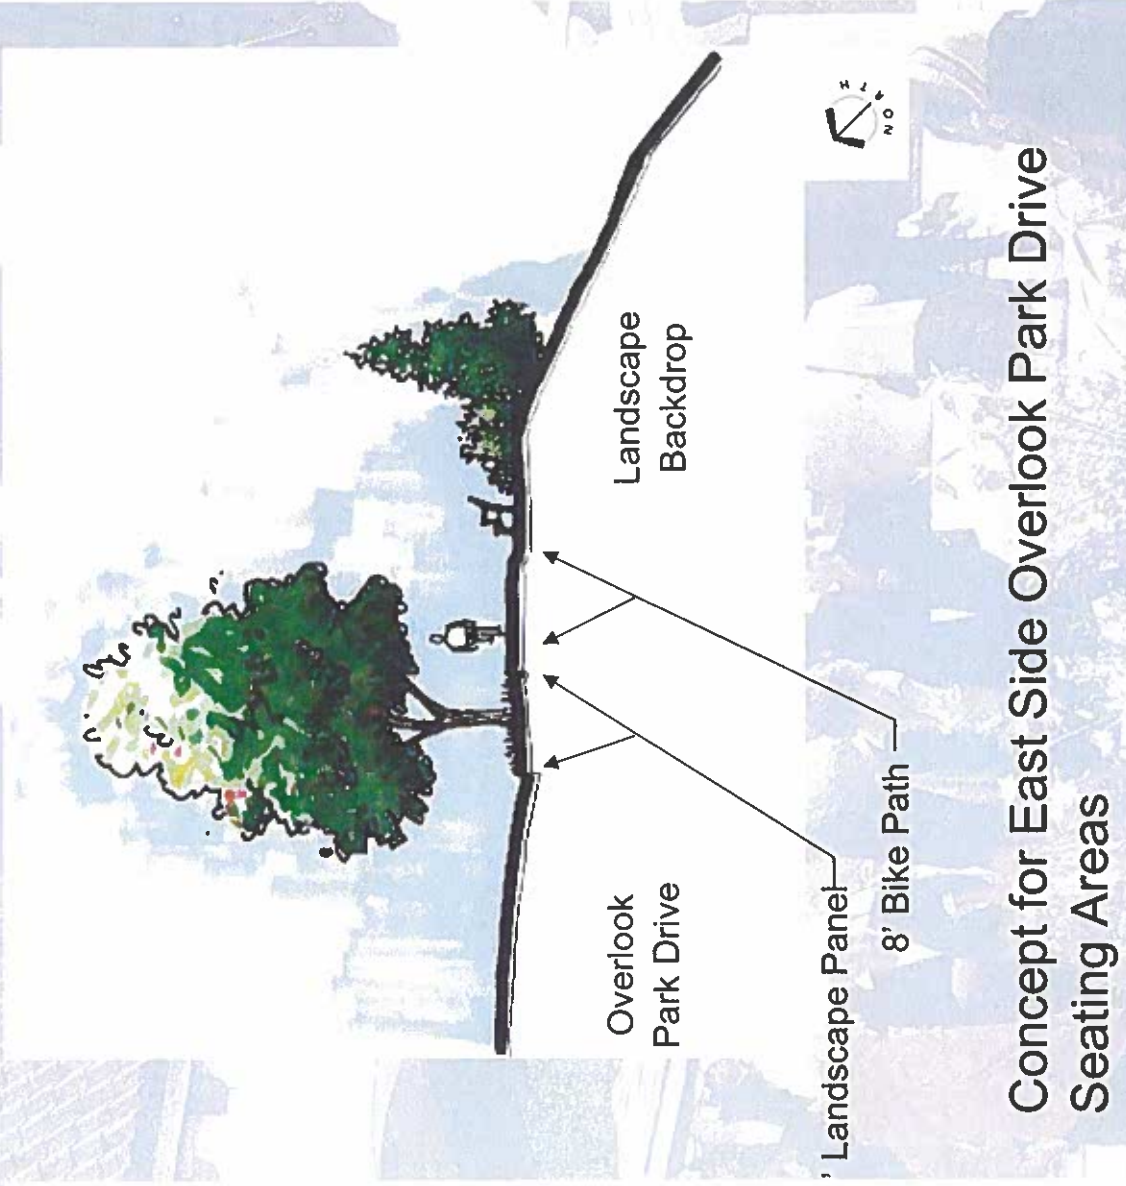 Overlook
Park Drive
Landscape
Backdrop
' Landscape Panel
8' Bike Path
NORTH
Concept for East Side Overlook Park Drive
Seating Areas